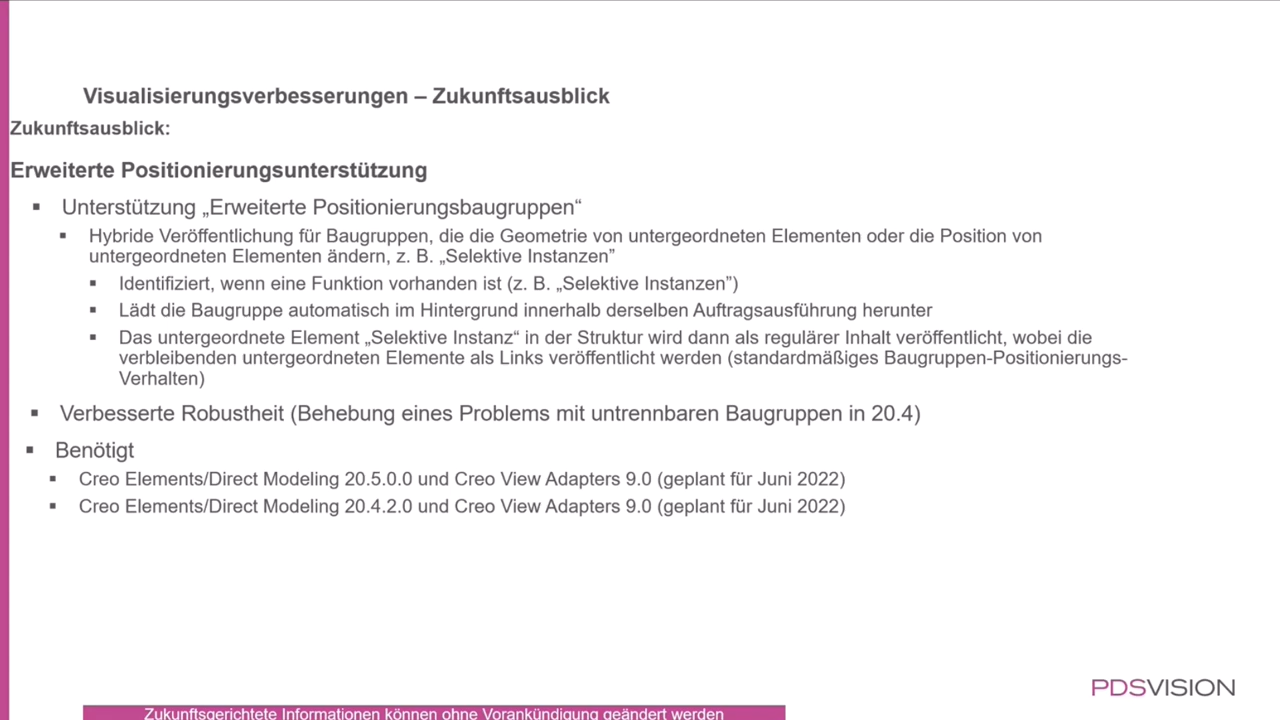 Visualisierungsverbesserungen – Zukunftsausblick
Zukunftsausblick:
Erweiterte Positionierungsunterstützung
▪ Unterstützung „Erweiterte Positionierungsbaugruppen“
▪ Hybride Veröffentlichung für Baugruppen, die die Geometrie von untergeordneten Elementen oder die Position von
untergeordneten Elementen ändern, z. B. „Selektive Instanzen”
▪ Identifiziert, wenn eine Funktion vorhanden ist (z. B. „Selektive Instanzen”)
▪ Lädt die Baugruppe automatisch im Hintergrund innerhalb derselben Auftragsausführung herunter
▪ Das untergeordnete Element „Selektive Instanz“ in der Struktur wird dann als regulärer Inhalt veröffentlicht, wobei die
verbleibenden untergeordneten Elemente als Links veröffentlicht werden (standardmäßiges Baugruppen-Positionierungs-
Verhalten)
▪ Verbesserte Robustheit (Behebung eines Problems mit untrennbaren Baugruppen in 20.4)
▪ Benötigt
▪ Creo Elements/Direct Modeling 20.5.0.0 und Creo View Adapters 9.0 (geplant für Juni 2022)
▪ Creo Elements/Direct Modeling 20.4.2.0 und Creo View Adapters 9.0 (geplant für Juni 2022)
PDSVISION
Zukunftsgerichtete Informationen können ohne Vorankündigung geändert werden